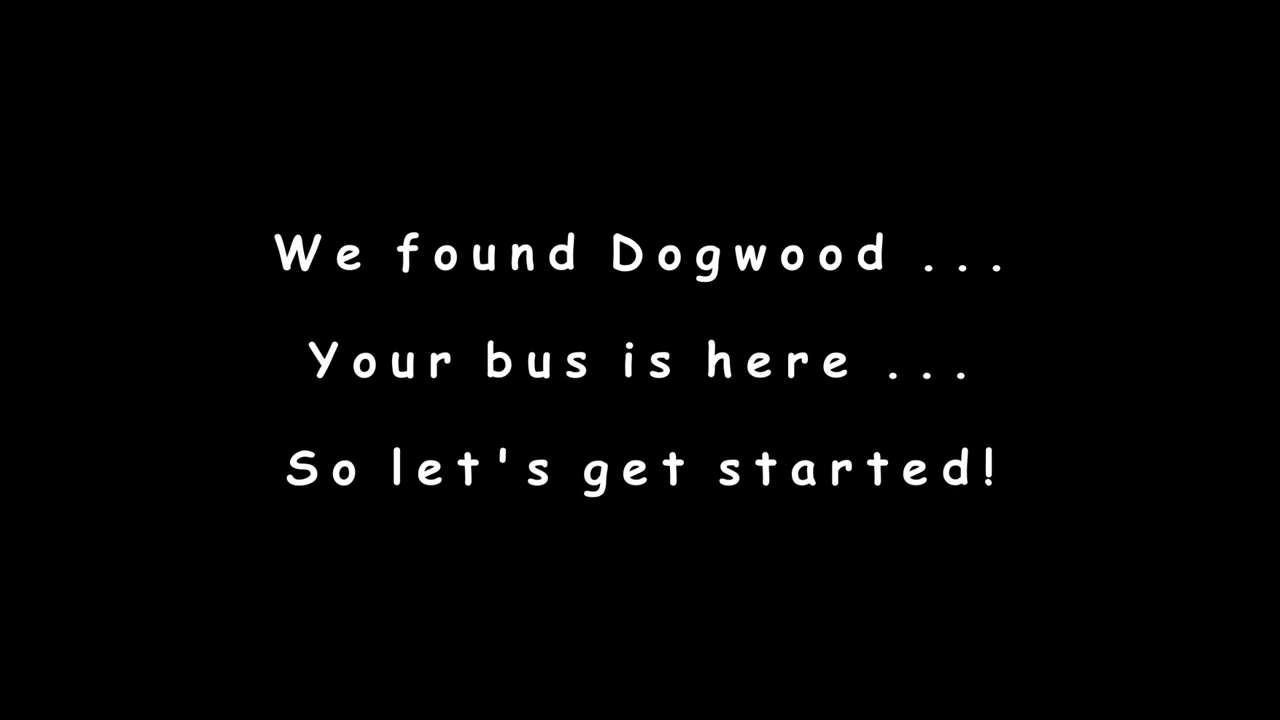 We found Dogwood ...
Your bus is here ...
So let's get started!